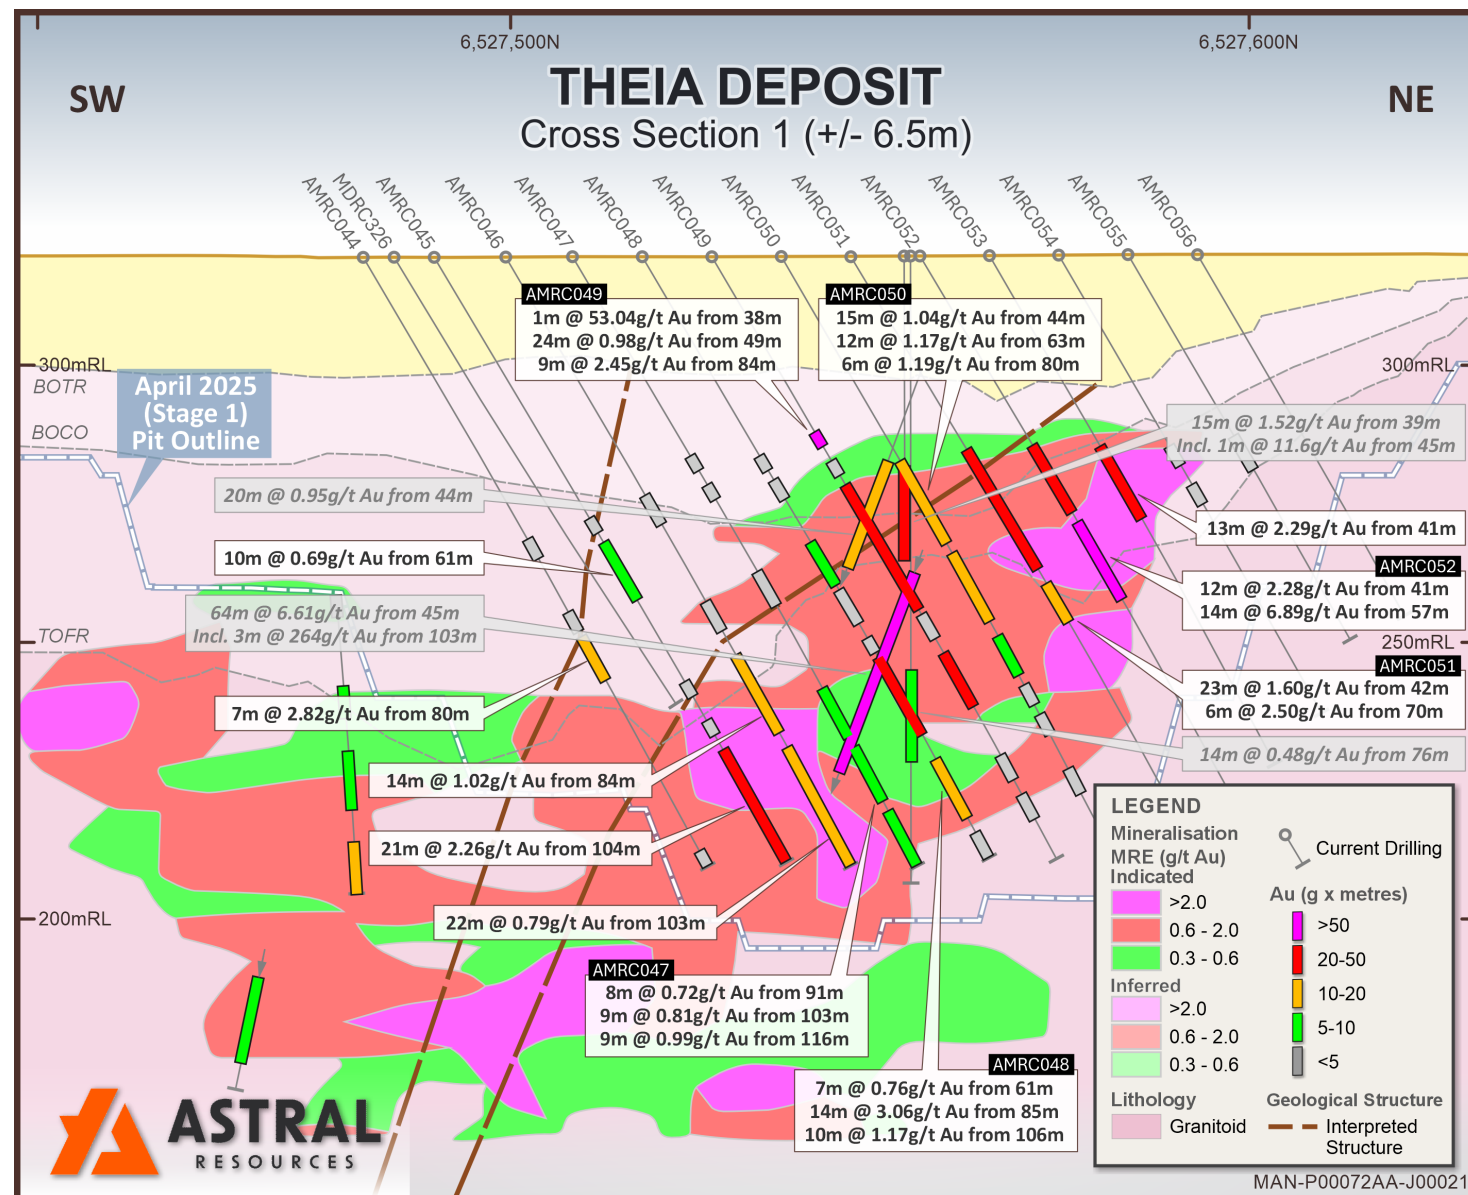 6,527,500N
6,527,600N
SW
THEIA DEPOSIT
NE
Cross Section 1 (+/- 6.5m)
AMRC044
MDRC326
AMRC045
AMRC046
AMRC047
AMRC048
AMRC049
AMRC050
AMRC051
AMRC052
AMRC053
AMRC054
AMRC055
AMRC056
AMRC049
1m @ 53.04g/t Au from 38m
24m @ 0.98g/t Au from 49m
9m @ 2.45g/t Au from 84m
AMRC050
15m @ 1.04g/t Au from 44m
12m @ 1.17g/t Au from 63m
6m @ 1.19g/t Au from 80m
300mRL
300mRL
BOTR
April 2025
(Stage 1)
Pit Outline
BOCO
15m @ 1.52g/t Au from 39m
Incl. 1m @ 11.6g/t Au from 45m
20m @ 0.95g/t Au from 44m
13m @ 2.29g/t Au from 41m
10m @ 0.69g/t Au from 61m
AMRC052
12m @ 2.28g/t Au from 41m
14m @ 6.89g/t Au from 57m
64m @ 6.61g/t Au from 45m
Incl. 3m @ 264g/t Au from 103m
TOFR
250mRL
AMRC051
23m @ 1.60g/t Au from 42m
6m @ 2.50g/t Au from 70m
7m @ 2.82g/t Au from 80m
14m @ 0.48g/t Au from 76m
14m @ 1.02g/t Au from 84m
21m @ 2.26g/t Au from 104m
200mRL
22m @ 0.79g/t Au from 103m
AMRC047
8m @ 0.72g/t Au from 91m
9m @ 0.81g/t Au from 103m
9m @ 0.99g/t Au from 116m
AMRC048
7m @ 0.76g/t Au from 61m
14m @ 3.06g/t Au from 85m
10m @ 1.17g/t Au from 106m
LEGEND
Mineralisation
MRE (g/t Au)
Indicated
>2.0
0.6 - 2.0
0.3 - 0.6
Inferred
>2.0
0.6 - 2.0
0.3 - 0.6
Lithology
Granitoid
Current Drilling
Au (g x metres)
>50
20-50
10-20
5-10
<5
Geological Structure
Interpreted
Structure
ASTRAL
RESOURCES
MAN-P00072AA-J00021